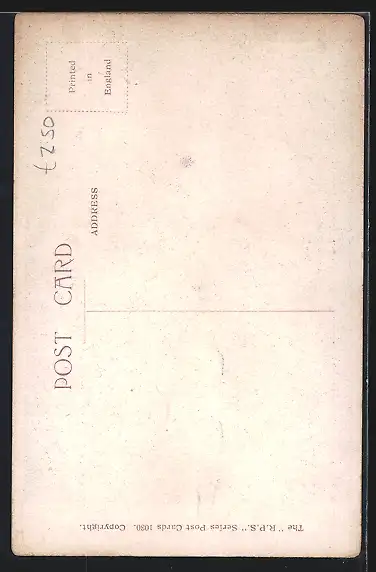 POST CARD
ADDRESS
Printed
in
England
£2.50
The "R.P.S." Series Post Cards 1080. Copyright.